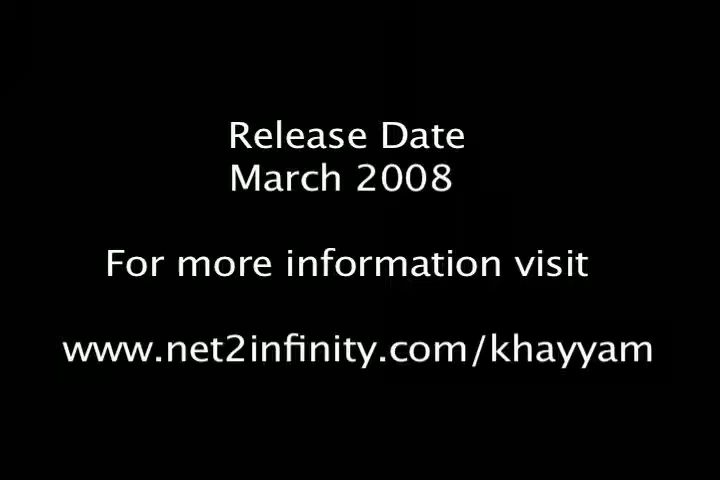 Release Date
March 2008
For more information visit
www.net2infinity.com/khayyam